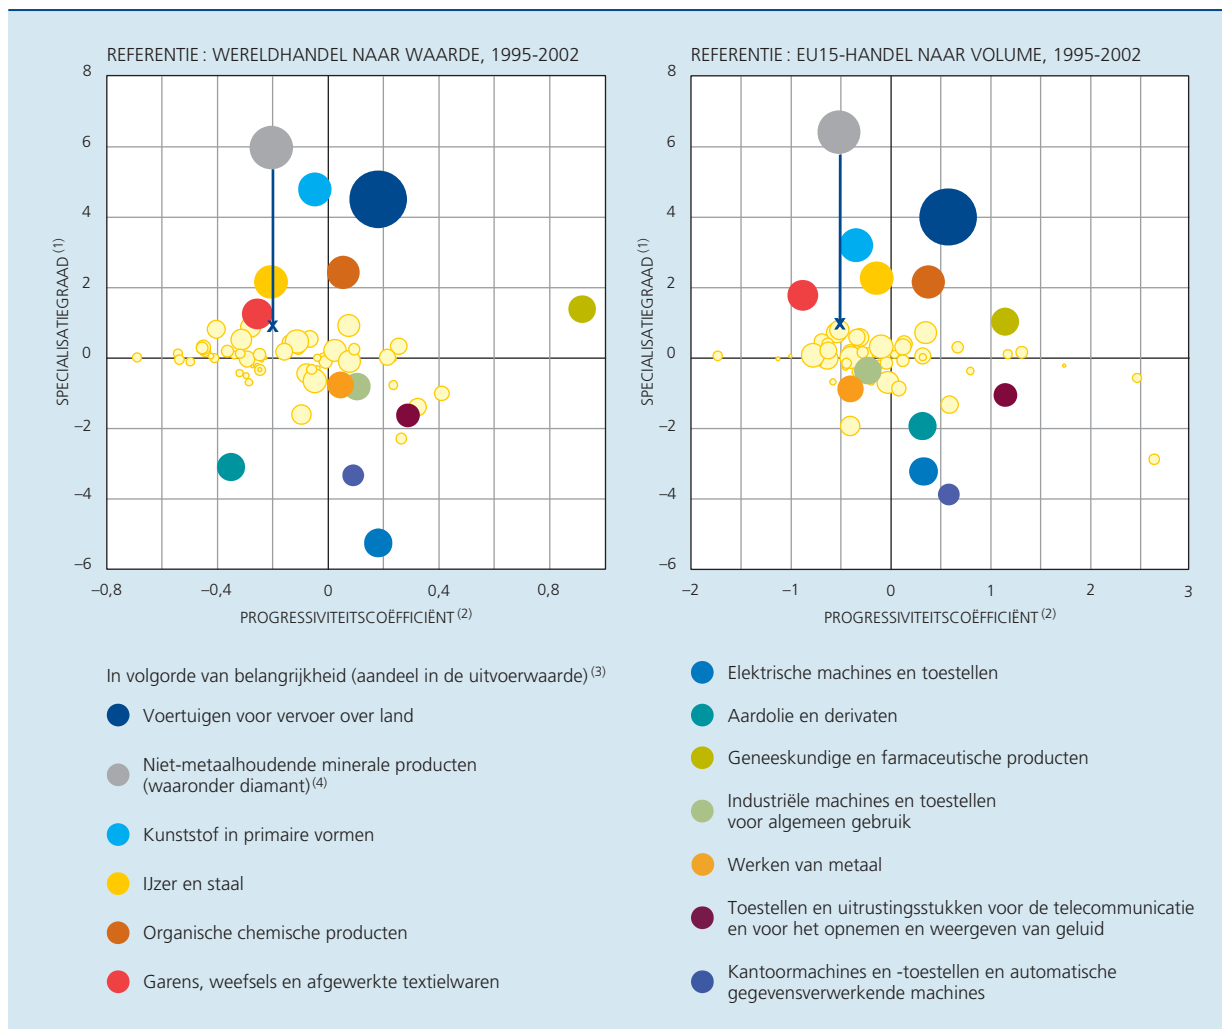 REFERENTIE : WERELDHANDEL NAAR WAARDE, 1995-2002
8
6
4
2
0
–2
–4
–6
SPECIALISATIEGRAAD (1)
x
–0,8
–0,4
0
0,4
0,8
PROGRESSIVITEITSCOËFFICIËNT (2)
REFERENTIE : EU15-HANDEL NAAR VOLUME, 1995-2002
8
6
4
2
0
–2
–4
–6
SPECIALISATIEGRAAD (1)
x
–2
–1
0
1
2
3
PROGRESSIVITEITSCOËFFICIËNT (2)
In volgorde van belangrijkheid (aandeel in de uitvoerwaarde) (3)
Voertuigen voor vervoer over land
Niet-metaalhoudende minerale producten
(waaronder diamant) (4)
Kunststof in primaire vormen
IJzer en staal
Organische chemische producten
Garens, weefsels en afgewerkte textielwaren
Elektrische machines en toestellen
Aardolie en derivaten
Geneeskundige en farmaceutische producten
Industriële machines en toestellen
voor algemeen gebruik
Werken van metaal
Toestellen en uitrustingsstukken voor de telecommunicatie
en voor het opnemen en weergeven van geluid
Kantoormachines en -toestellen en automatische
gegevensverwerkende machines